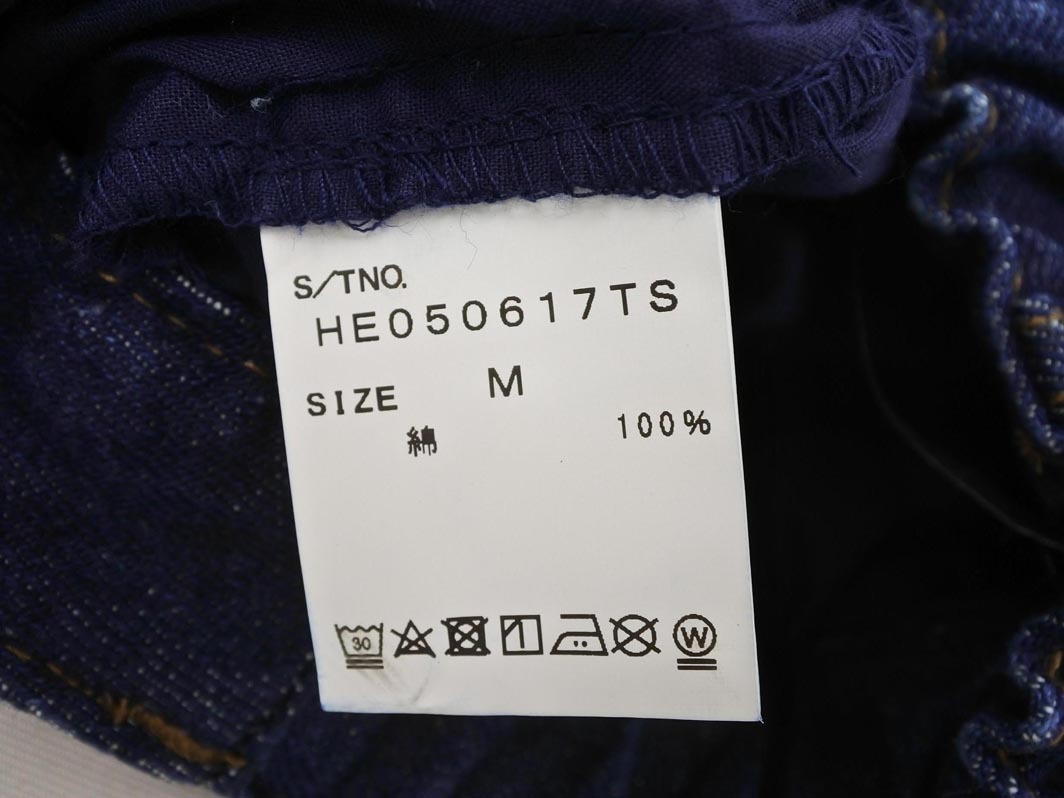 S/TNO.
HE050617TS
SIZE M
綿 100%
30 W